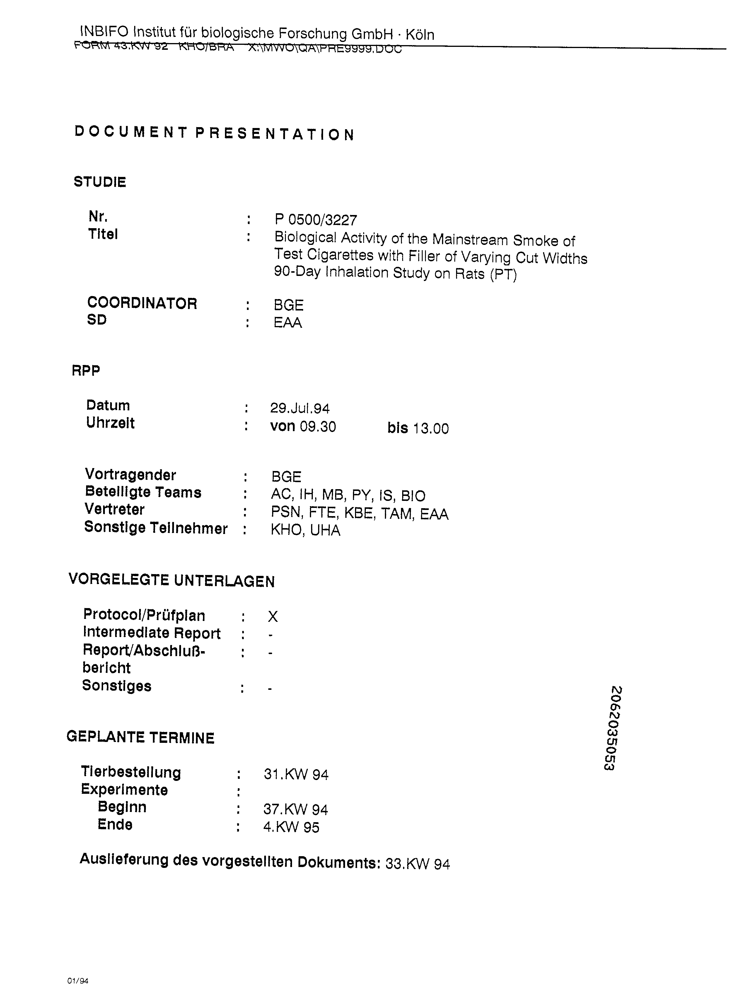 INBIFO Institut für biologische Forschung GmbH · Köln
FORM 43.KW 92 KHO/BRA X:\MWO\QA\PRE9999.DOC
DOCUMENT PRESENTATION
STUDIE
Nr. : P 0500/3227
Titel : Biological Activity of the Mainstream Smoke of
Test Cigarettes with Filler of Varying Cut Widths
90-Day Inhalation Study on Rats (PT)
COORDINATOR : BGE
SD : EAA
RPP
Datum : 29.Jul.94
Uhrzeit : von 09.30 bis 13.00
Vortragender : BGE
Beteiligte Teams : AC, IH, MB, PY, IS, BIO
Vertreter : PSN, FTE, KBE, TAM, EAA
Sonstige Teilnehmer : KHO, UHA
VORGELEGTE UNTERLAGEN
Protocol/Prüfplan : X
Intermediate Report : -
Report/Abschluß- : -
bericht
Sonstiges : -
GEPLANTE TERMINE
Tierbestellung : 31.KW 94
Experimente :
Beginn : 37.KW 94
Ende : 4.KW 95
Auslieferung des vorgestellten Dokuments: 33.KW 94
2062035053
01/94